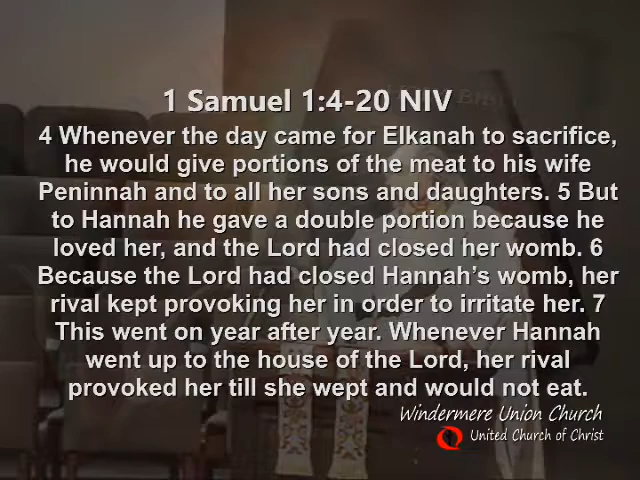 1 Samuel 1:4-20 NIV
4 Whenever the day came for Elkanah to sacrifice,
he would give portions of the meat to his wife
Peninnah and to all her sons and daughters. 5 But
to Hannah he gave a double portion because he
loved her, and the Lord had closed her womb. 6
Because the Lord had closed Hannah’s womb, her
rival kept provoking her in order to irritate her. 7
This went on year after year. Whenever Hannah
went up to the house of the Lord, her rival
provoked her till she wept and would not eat.
Windermere Union Church
United Church of Christ